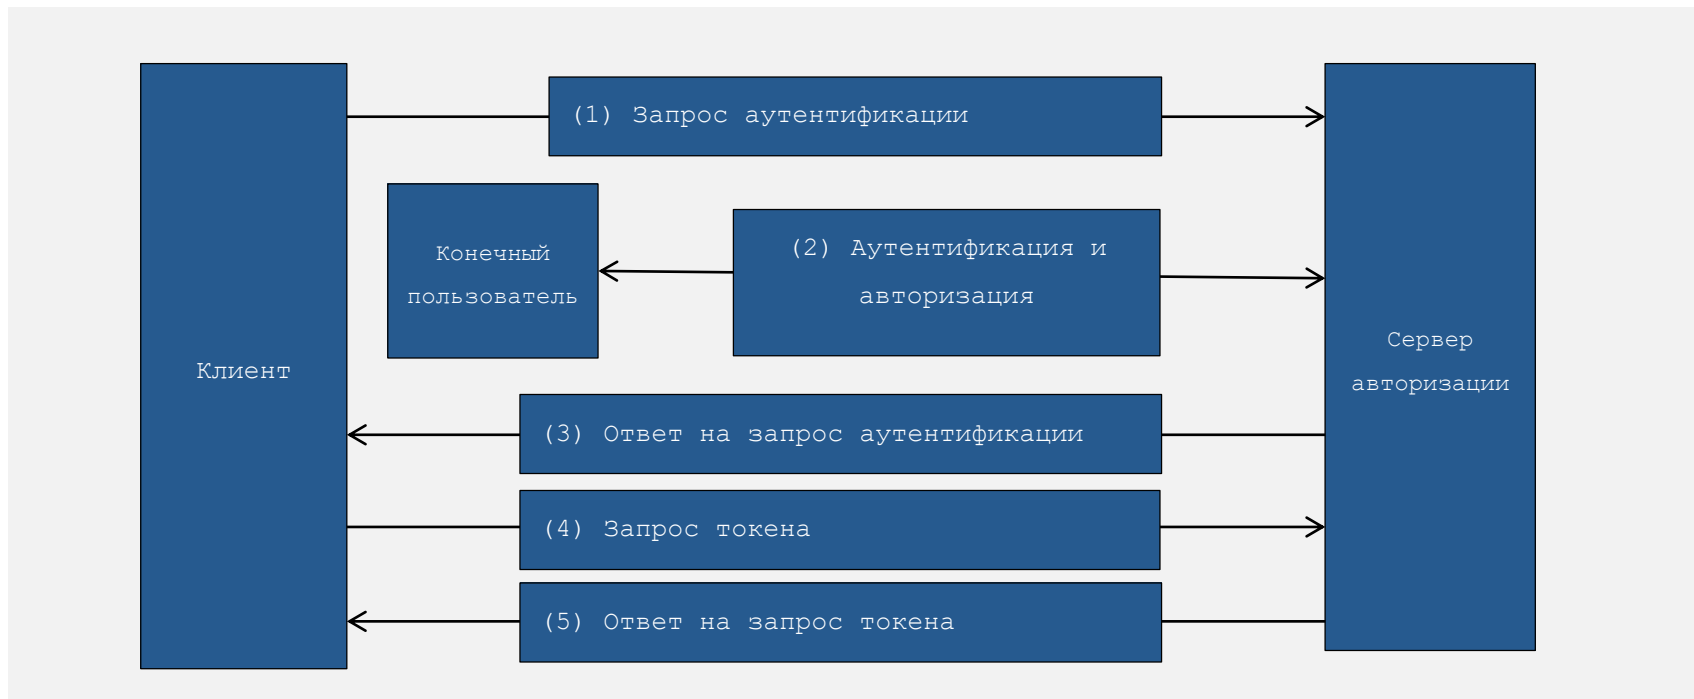 (1) Запрос аутентификации
Конечный
пользователь
(2) Аутентификация и
авторизация
Клиент
Сервер
авторизации
(3) Ответ на запрос аутентификации
(4) Запрос токена
(5) Ответ на запрос токена